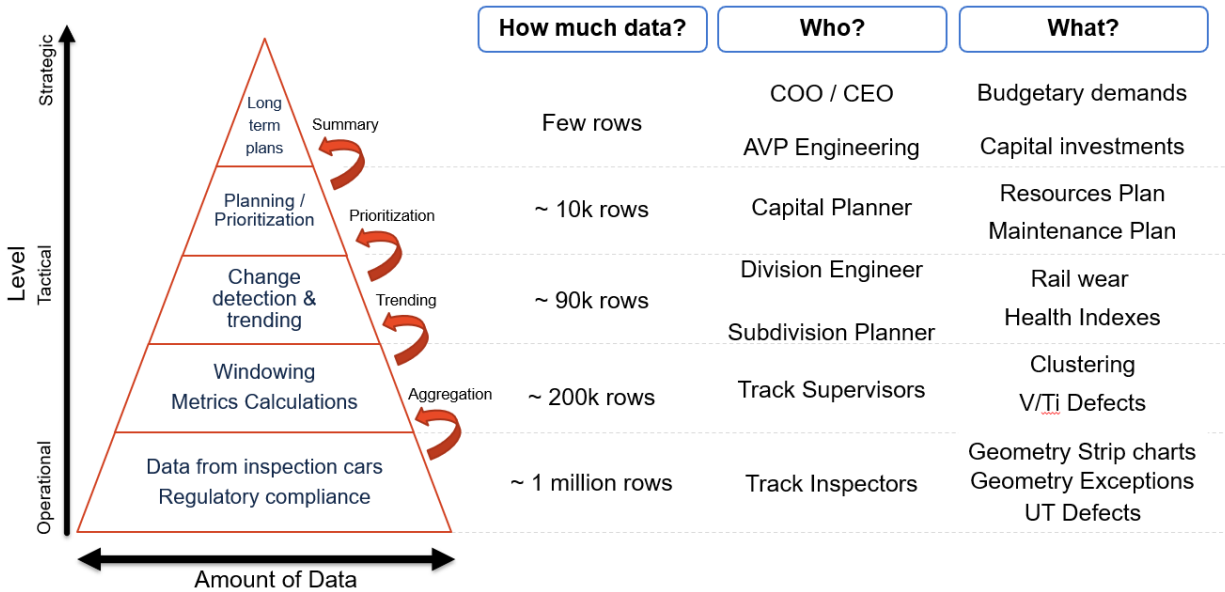 How much data?
Who?
What?
Level
Strategic
Tactical
Operational
Long
term
plans
Summary
Few rows
COO / CEO
AVP Engineering
Budgetary demands
Capital investments
Planning /
Prioritization
Prioritization
~ 10k rows
Capital Planner
Resources Plan
Maintenance Plan
Change
detection &
trending
Trending
~ 90k rows
Division Engineer
Subdivision Planner
Rail wear
Health Indexes
Windowing
Metrics Calculations
Aggregation
~ 200k rows
Track Supervisors
Clustering
V/Ti Defects
Data from inspection cars
Regulatory compliance
~ 1 million rows
Track Inspectors
Geometry Strip charts
Geometry Exceptions
UT Defects
Amount of Data